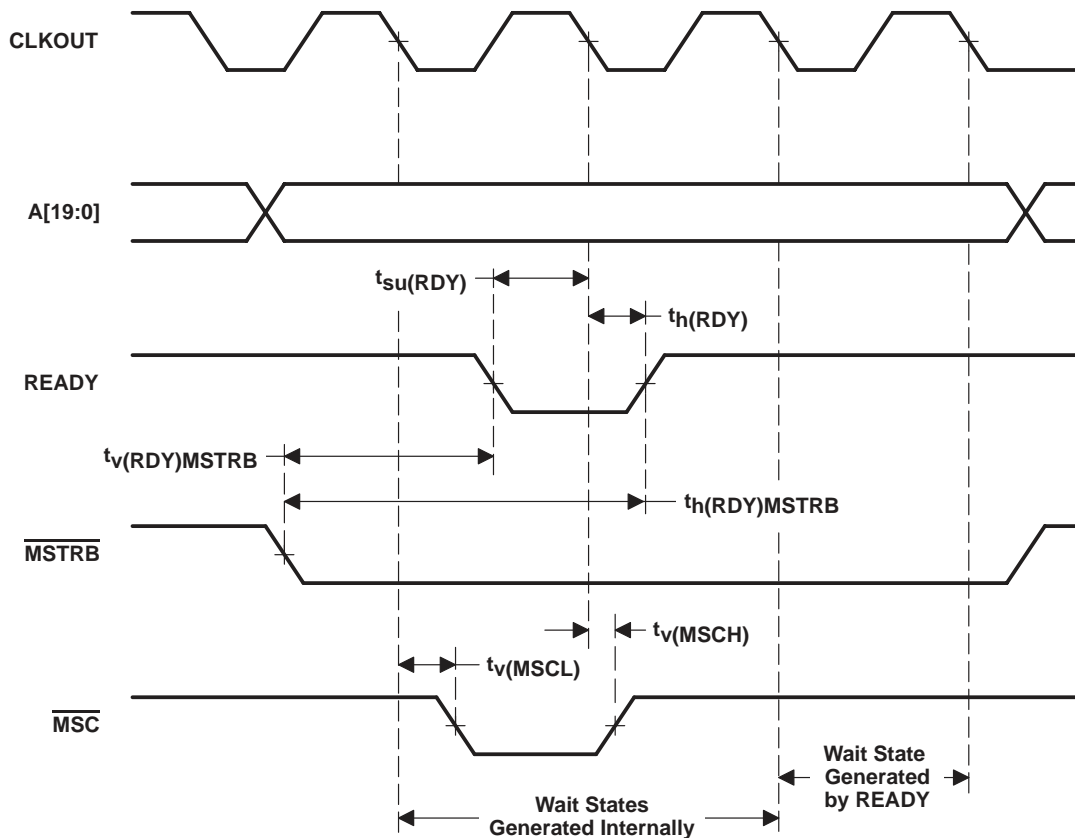 CLKOUT
A[19:0]
tsu(RDY)
th(RDY)
READY
tv(RDY)MSTRB
th(RDY)MSTRB
MSTRB
tv(MSCH)
tv(MSCL)
MSC
Wait State
Generated
by READY
Wait States
Generated Internally